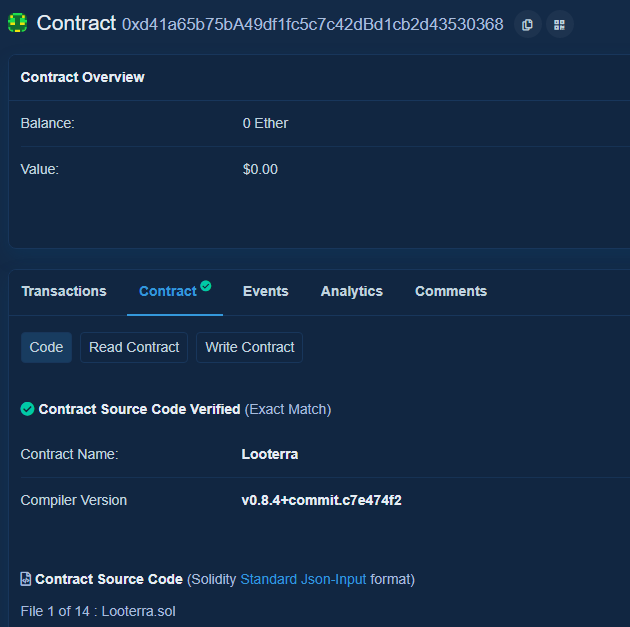 Contract 0xd41a65b75bA49df1fc5c7c42dBd1cb2d43530368
Contract Overview
Balance: 0 Ether
Value: $0.00
Transactions Contract Events Analytics Comments
Code Read Contract Write Contract
Contract Source Code Verified (Exact Match)
Contract Name: Looterra
Compiler Version v0.8.4+commit.c7e474f2
Contract Source Code (Solidity Standard Json-Input format)
File 1 of 14 : Looterra.sol